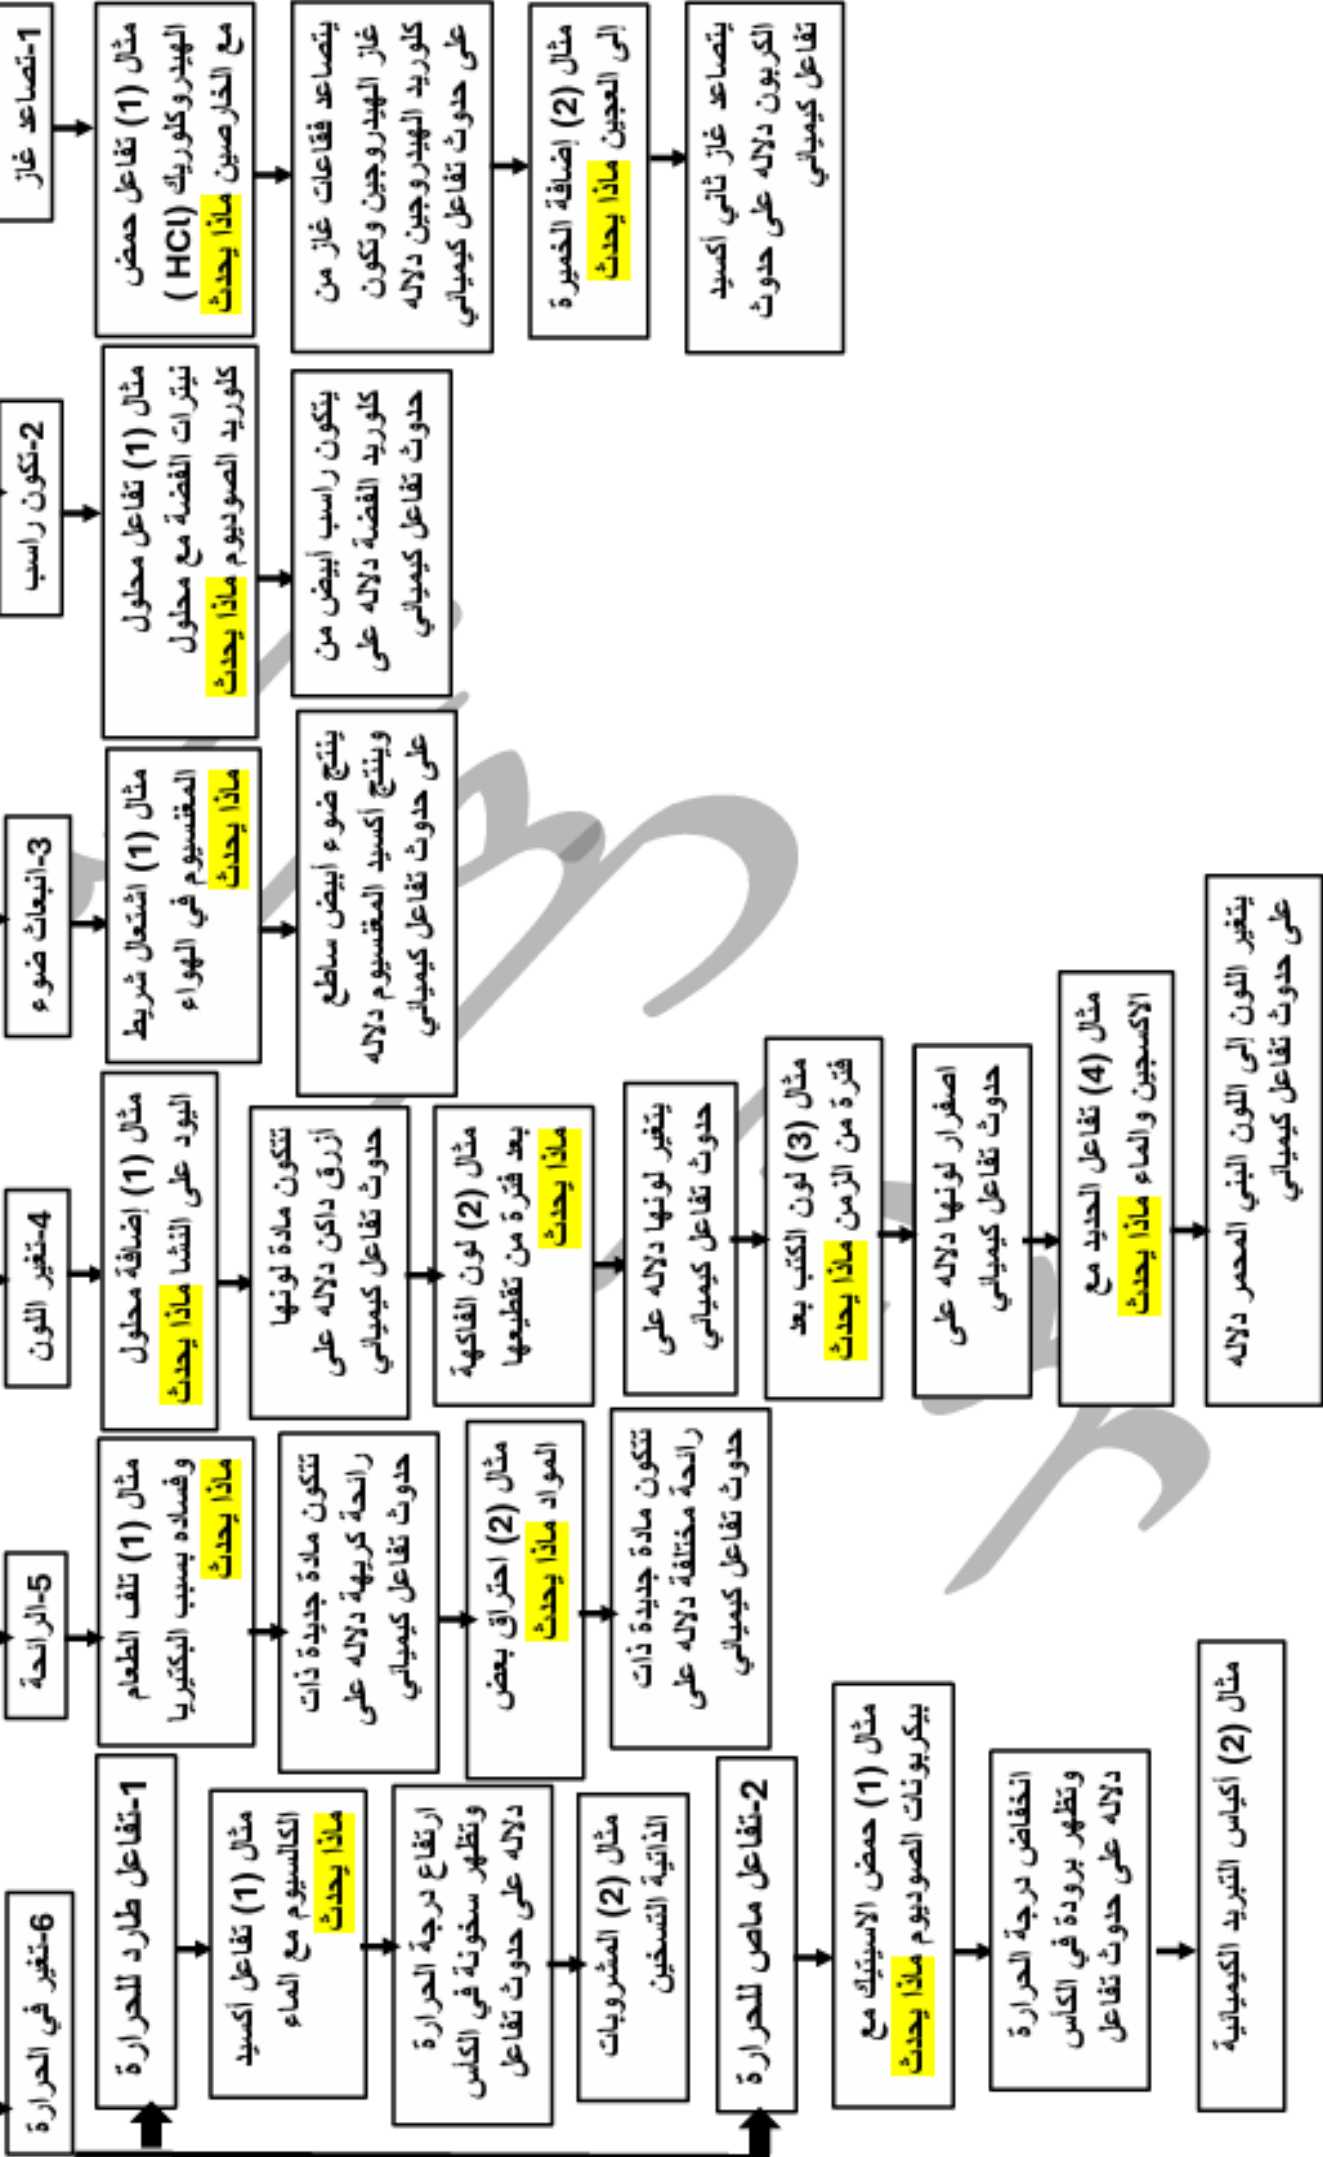 1-تصاعد غاز
مثال (1) تفاعل حمض
الهيدروكلوريك (HCl )
مع الخارصين ماذا يحدث
يتصاعد فقاعات غاز من
غاز الهيدروجين وتكون
كلوريد الهيدروجين دلاله
على حدوث تفاعل كيميائي
مثال (2) إضافة الخميرة
إلى العجين ماذا يحدث
يتصاعد غاز ثاني أكسيد
الكربون دلاله على حدوث
تفاعل كيميائي
2-تكون راسب
مثال (1) تفاعل محلول
نيترات الفضة مع محلول
كلوريد الصوديوم ماذا يحدث
يتكون راسب أبيض من
كلوريد الفضة دلاله على
حدوث تفاعل كيميائي
3-انبعاث ضوء
مثال (1) اشتعال شريط
المغنسيوم في الهواء
ماذا يحدث
ينتج ضوء أبيض ساطع
وينتج أكسيد المغنسيوم دلاله
على حدوث تفاعل كيميائي
4-تغير اللون
مثال (1) إضافة محلول
اليود على النشا ماذا يحدث
تتكون مادة لونها
أزرق داكن دلاله على
حدوث تفاعل كيميائي
مثال (2) لون الفاكهة
بعد فترة من تقطيعها
ماذا يحدث
يتغير لونها دلاله على
حدوث تفاعل كيميائي
مثال (3) لون الكتب بعد
فترة من الزمن ماذا يحدث
اصفرار لونها دلاله على
حدوث تفاعل كيميائي
مثال (4) تفاعل الحديد مع
الاكسجين والماء ماذا يحدث
يتغير اللون إلى اللون البني المحمر دلاله
على حدوث تفاعل كيميائي
5-الرائحة
مثال (1) تلف الطعام
وفساده بسبب البكتيريا
ماذا يحدث
تتكون مادة جديدة ذات
رائحة كريهة دلاله على
حدوث تفاعل كيميائي
مثال (2) احتراق بعض
المواد ماذا يحدث
تتكون مادة جديدة ذات
رائحة مختلفة دلاله على
حدوث تفاعل كيميائي
6-تغير في الحرارة
1-تفاعل طارد للحرارة
مثال (1) تفاعل أكسيد
الكالسيوم مع الماء
ماذا يحدث
ارتفاع درجة الحرارة
وتظهر سخونة في الكأس
دلاله على حدوث تفاعل
مثال (2) المشروبات
الذاتية التسخين
2-تفاعل ماص للحرارة
مثال (1) حمض الاسيتيك مع
بيكربونات الصوديوم ماذا يحدث
انخفاض درجة الحرارة
وتظهر برودة في الكأس
دلاله على حدوث تفاعل
مثال (2) أكياس التبريد الكيميائية